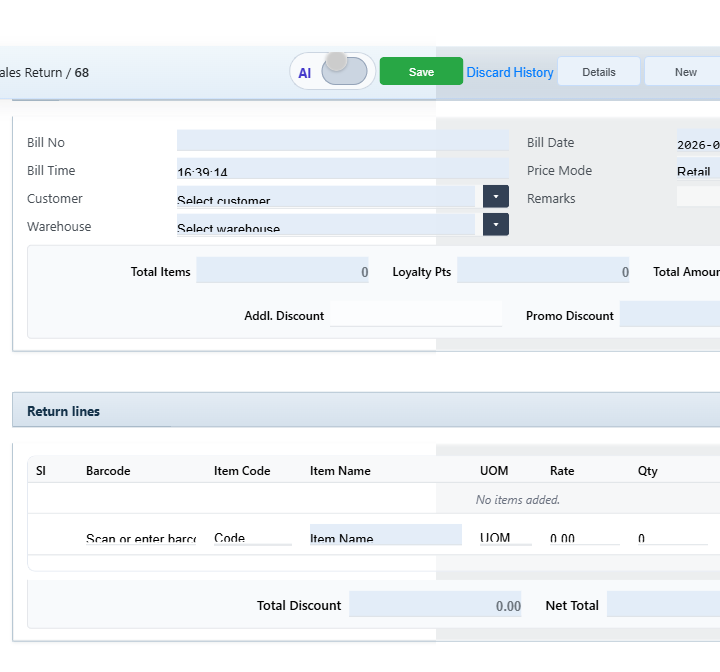 ales Return / 68
AI
Save
Discard History
Details
New
Bill No
Bill Date
2026-0
Bill Time
16:39:14
Price Mode
Retail
Customer
Select customer
Remarks
Warehouse
Select warehouse
Total Items 0
Loyalty Pts 0
Total Amour
Addl. Discount
Promo Discount
Return lines
Sl Barcode Item Code Item Name UOM Rate Qty
No items added.
Scan or enter barco Code Item Name UOM 0.00 0
Total Discount 0.00
Net Total